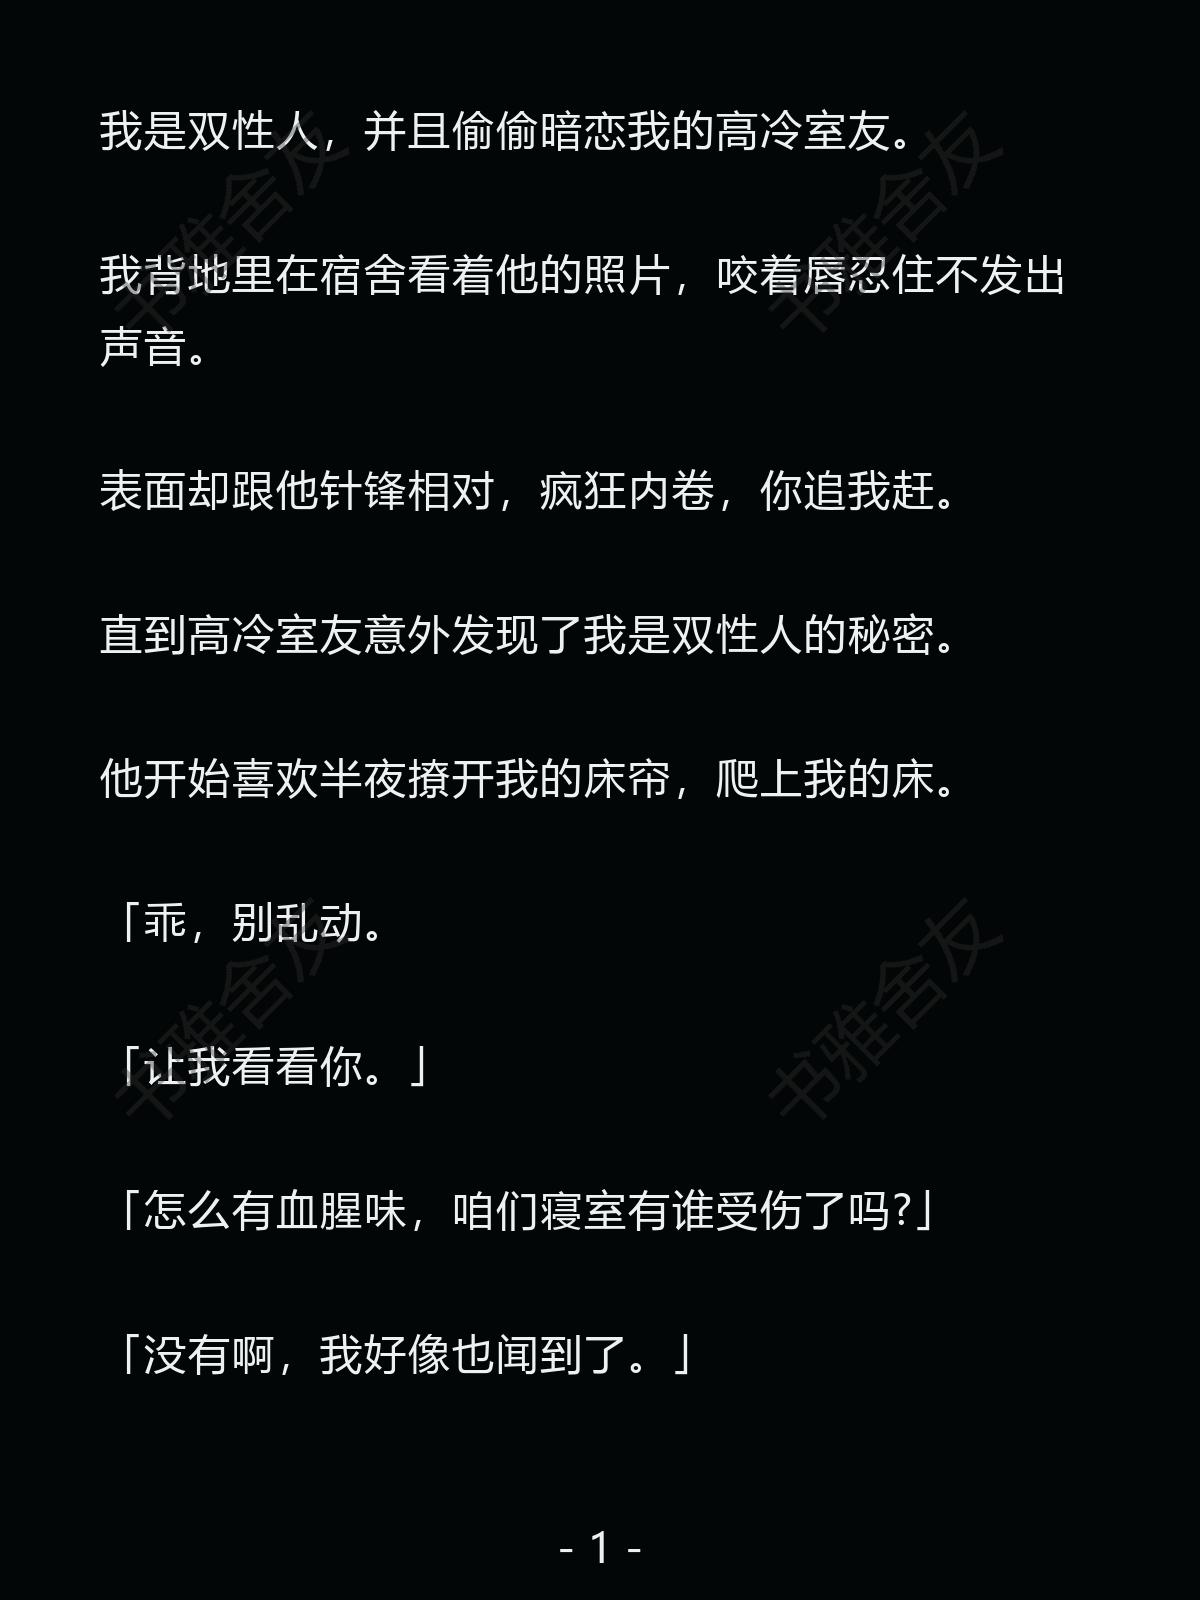 我是双性人，并且偷偷暗恋我的高冷室友。
我背地里在宿舍看着他的照片，咬着唇忍住不发出
声音。
表面却跟他针锋相对，疯狂内卷，你追我赶。
直到高冷室友意外发现了我是双性人的秘密。
他开始喜欢半夜撩开我的床帘，爬上我的床。
「乖，别乱动。
「让我看看你。」
「怎么有血腥味，咱们寝室有谁受伤了吗?」
「没有啊，我好像也闻到了。」
- 1 -
书雅舍友
书雅舍友
书雅舍友
书雅舍友